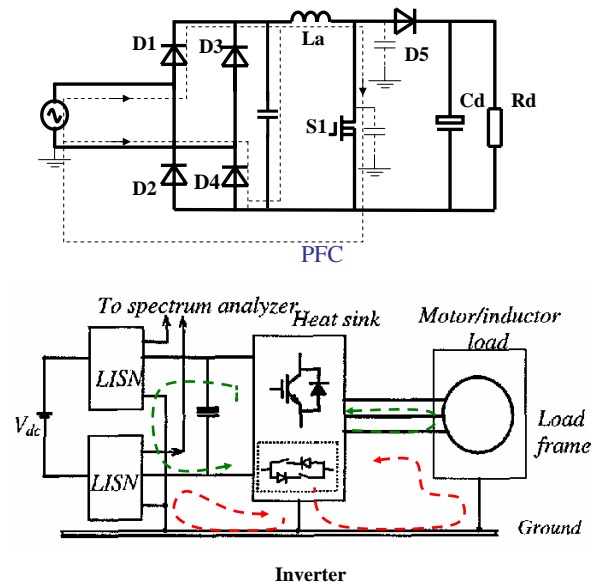 D1
D3
La
D5
S1
Cd
Rd
D2
D4
PFC
To spectrum analyzer
Heat sink
Motor/inductor
load
LISN
Vdc
Load
frame
LISN
Ground
Inverter